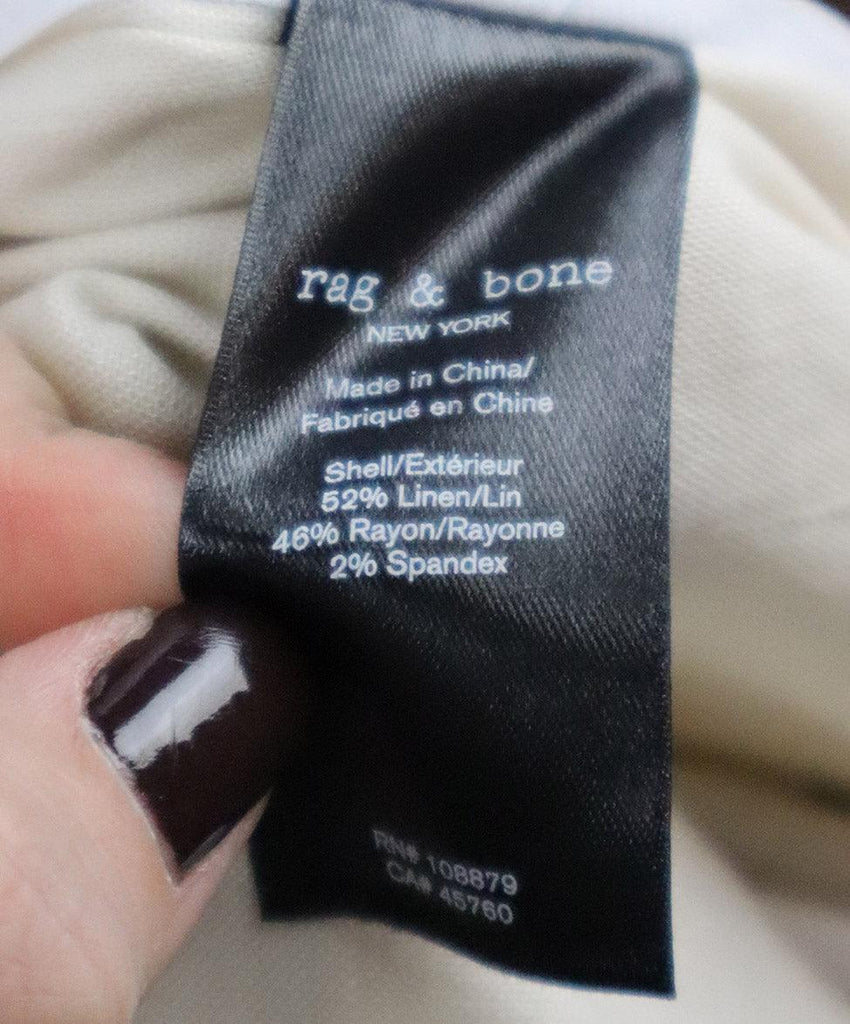 rag & bone
NEW YORK
Made in China/
Fabriqué en Chine
Shell/Extérieur
52% Linen/Lin
46% Rayon/Rayonne
2% Spandex
RN# 108879
CA# 45760